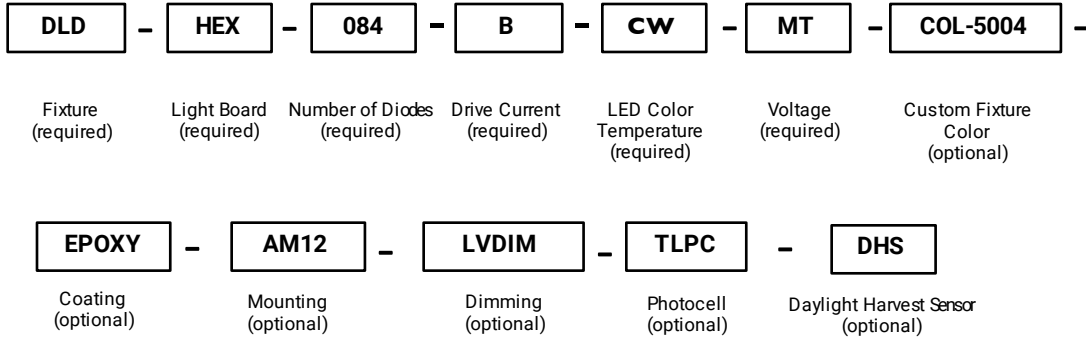 DLD - HEX - 084 - B - CW - MT - COL-5004 -
Fixture Light Board Number of Diodes Drive Current LED Color Voltage Custom Fixture
(required) (required) (required) (required) Temperature (required) Color
(required) (optional)
EPOXY - AM12 - LVDIM - TLPC - DHS
Coating Mounting Dimming Photocell Daylight Harvest Sensor
(optional) (optional) (optional) (optional) (optional)